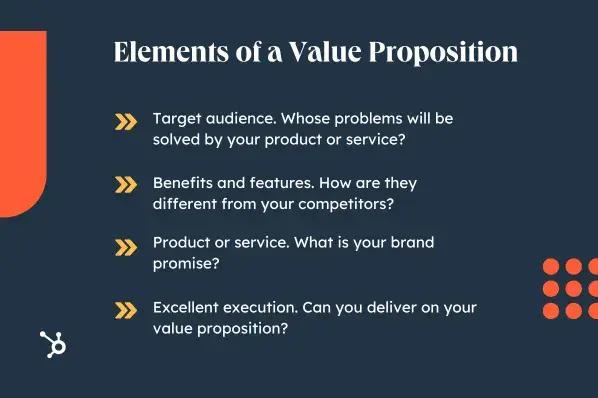 Elements of a Value Proposition
Target audience. Whose problems will be
solved by your product or service?
Benefits and features. How are they
different from your competitors?
Product or service. What is your brand
promise?
Excellent execution. Can you deliver on your
value proposition?